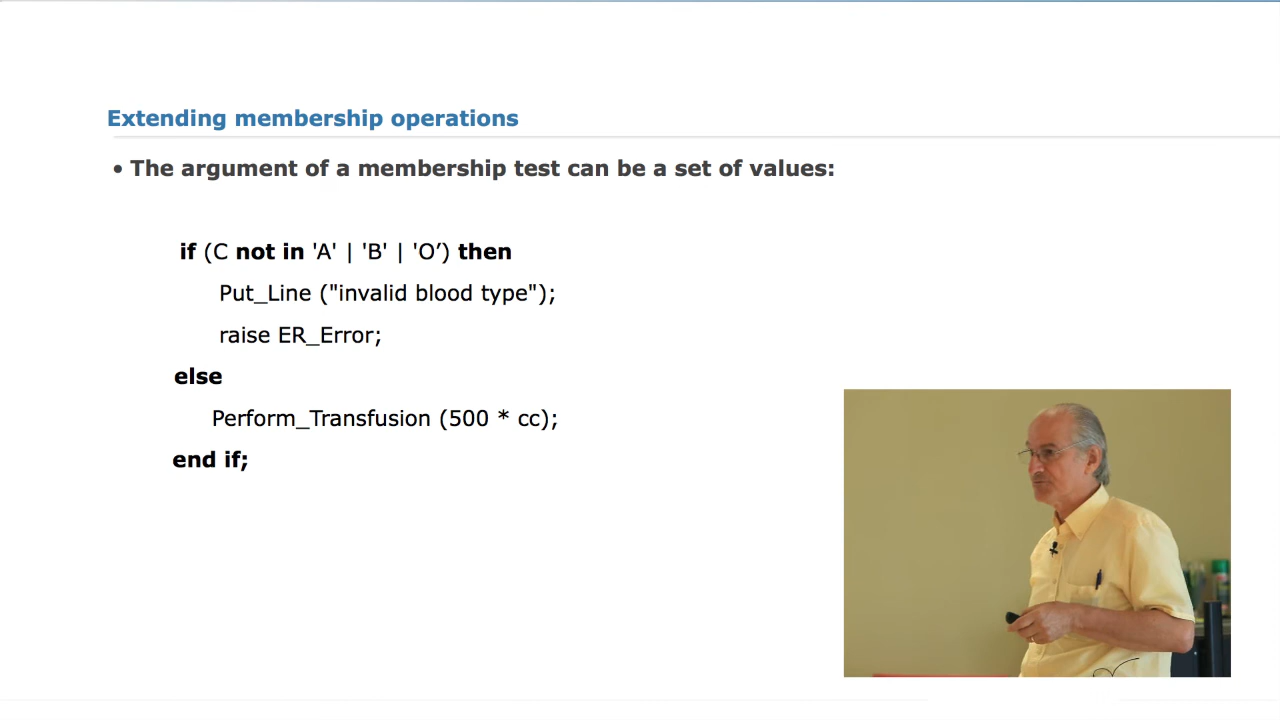 Extending membership operations
• The argument of a membership test can be a set of values:
if (C not in 'A' | 'B' | 'O’) then
Put_Line ("invalid blood type");
raise ER_Error;
else
Perform_Transfusion (500 * cc);
end if;